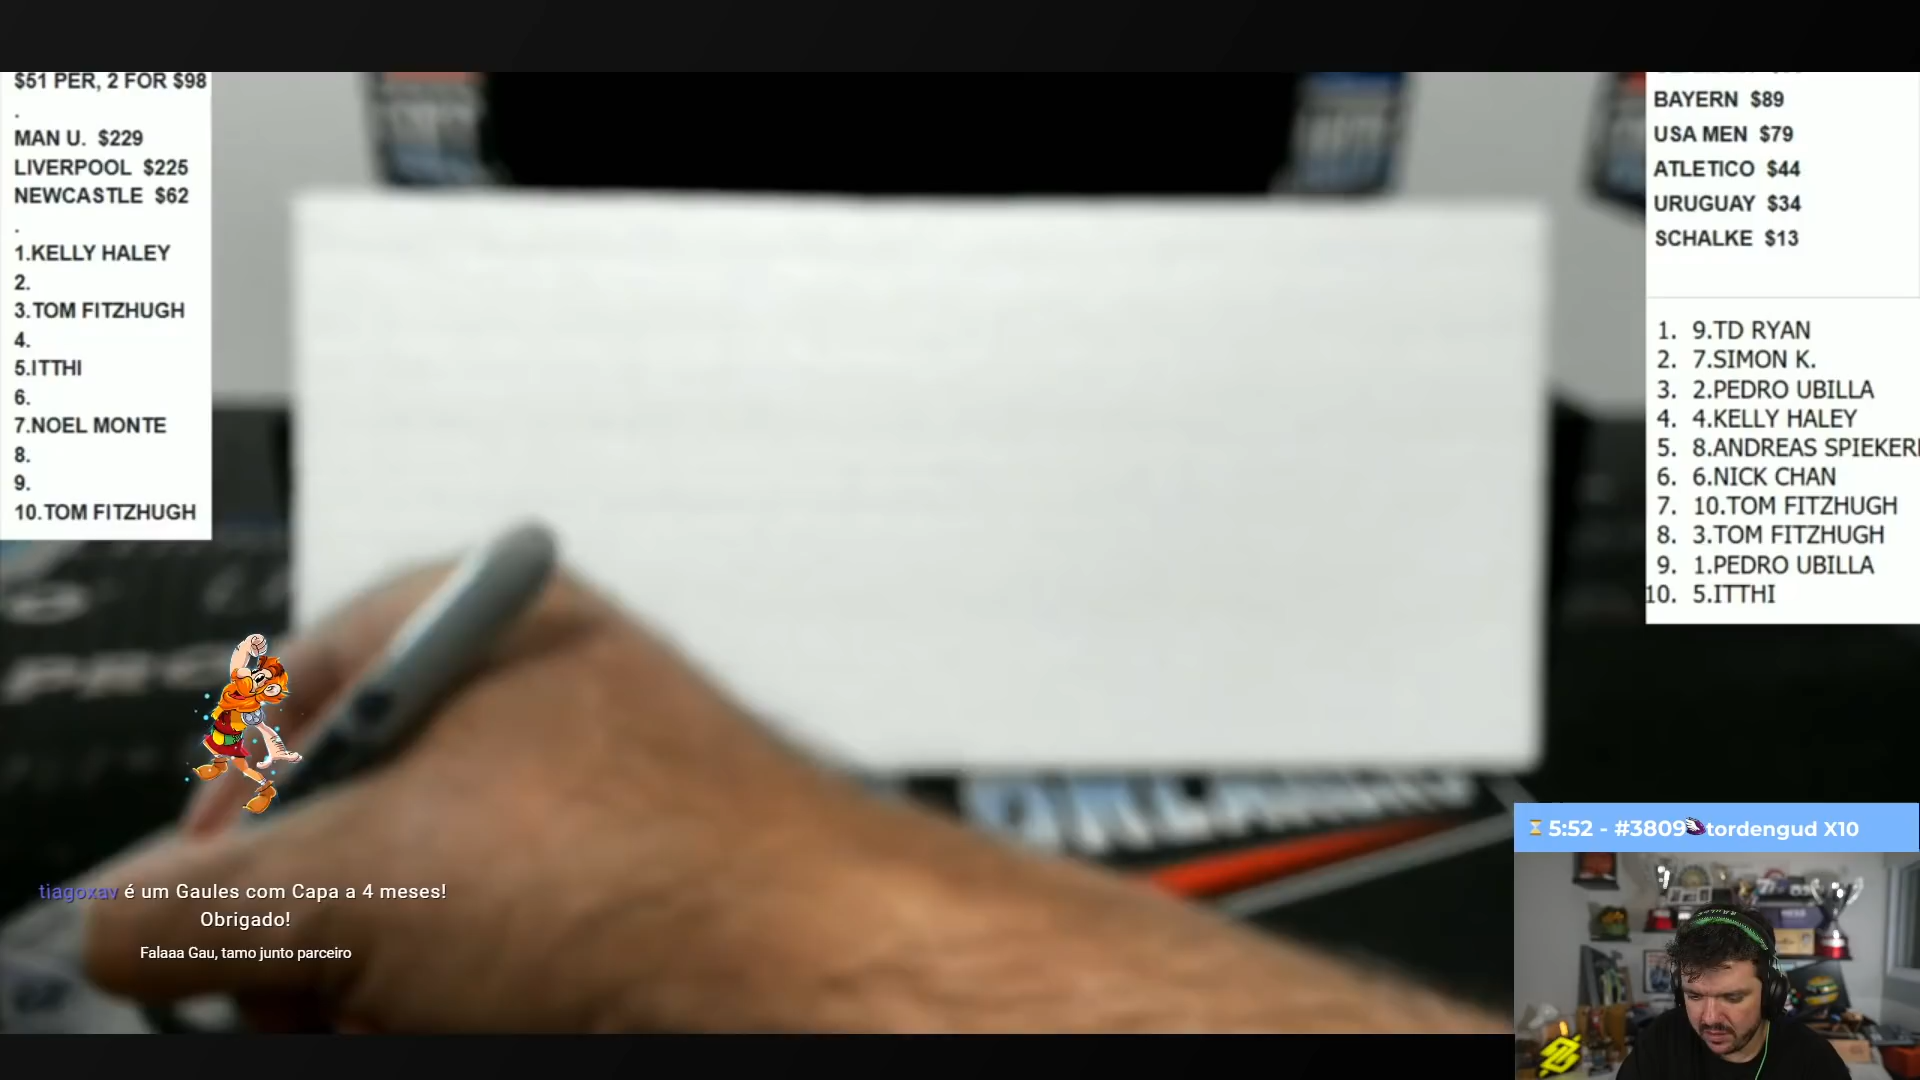 $51 PER, 2 FOR $98
.
MAN U. $229
LIVERPOOL $225
NEWCASTLE $62
.
1.KELLY HALEY
2.
3.TOM FITZHUGH
4.
5.ITTHI
6.
7.NOEL MONTE
8.
9.
10.TOM FITZHUGH
BAYERN $89
USA MEN $79
ATLETICO $44
URUGUAY $34
SCHALKE $13
1. 9.TD RYAN
2. 7.SIMON K.
3. 2.PEDRO UBILLA
4. 4.KELLY HALEY
5. 8.ANDREAS SPIEKER
6. 6.NICK CHAN
7. 10.TOM FITZHUGH
8. 3.TOM FITZHUGH
9. 1.PEDRO UBILLA
10. 5.ITTHI
ORLANDO
5:52 - #3809 tordengud X10
tiagoxav é um Gaules com Capa a 4 meses!
Obrigado!
Falaaa Gau, tamo junto parceiro